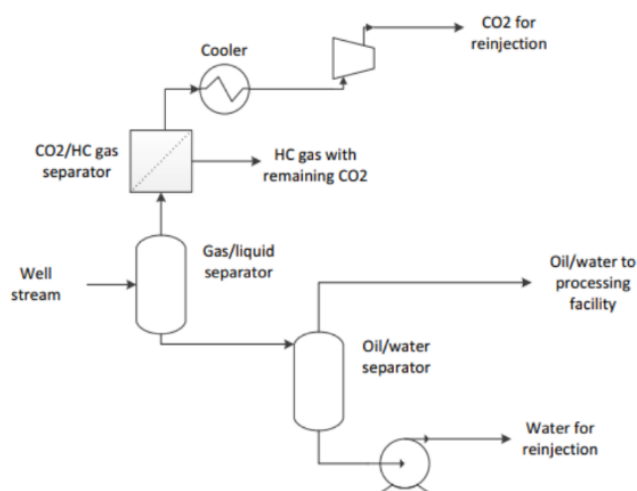 CO2 for
reinjection
Cooler
CO2/HC gas
separator
HC gas with
remaining CO2
Gas/liquid
separator
Well
stream
Oil/water to
processing
facility
Oil/water
separator
Water for
reinjection